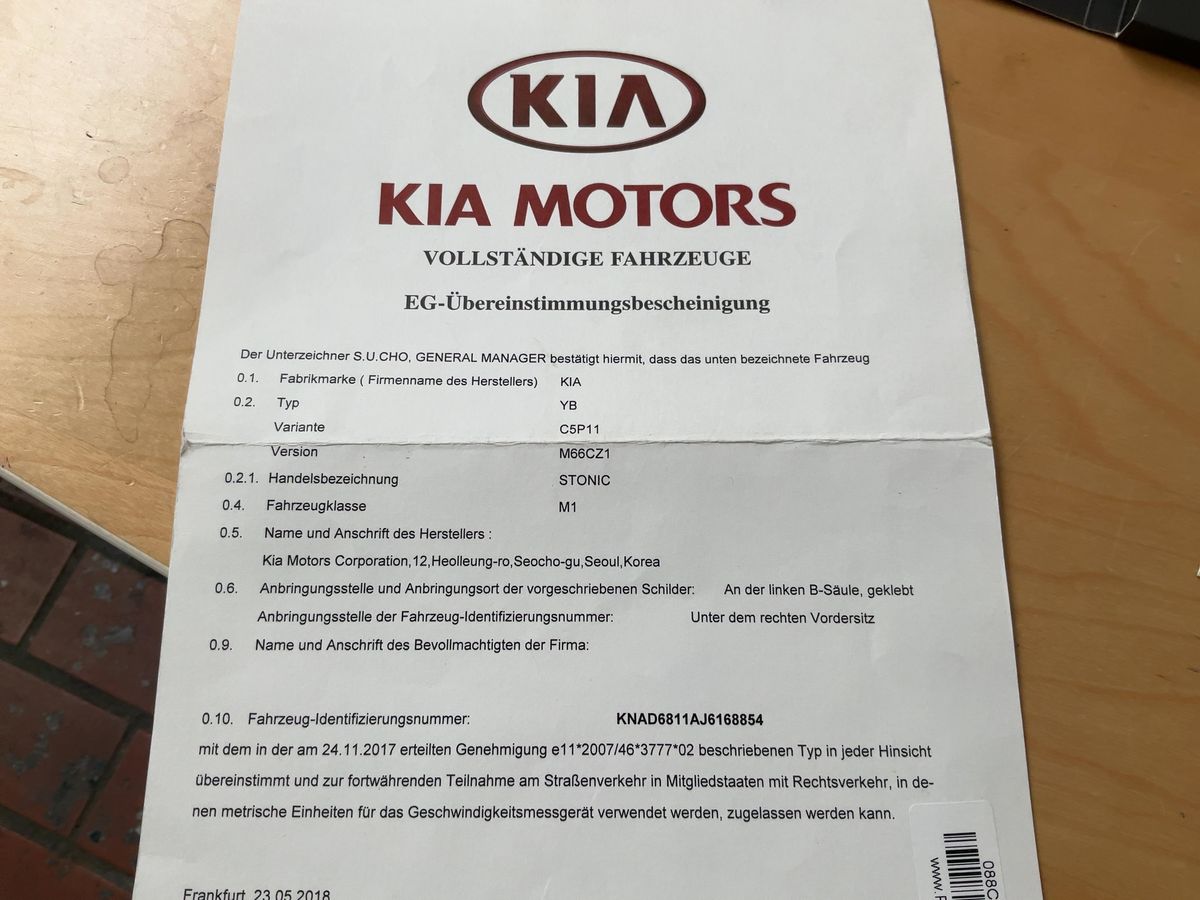 KIA
KIA MOTORS
VOLLSTÄNDIGE FAHRZEUGE
EG-Übereinstimmungsbescheinigung
Der Unterzeichner S.U.CHO, GENERAL MANAGER bestätigt hiermit, dass das unten bezeichnete Fahrzeug
0.1. Fabrikmarke ( Firmenname des Herstellers) KIA
0.2. Typ YB
Variante C5P11
Version M66CZ1
0.2.1. Handelsbezeichnung STONIC
0.4. Fahrzeugklasse M1
0.5. Name und Anschrift des Herstellers :
Kia Motors Corporation,12,Heolleung-ro,Seocho-gu,Seoul,Korea
0.6. Anbringungsstelle und Anbringungsort der vorgeschriebenen Schilder: An der linken B-Säule, geklebt
Anbringungsstelle der Fahrzeug-Identifizierungsnummer: Unter dem rechten Vordersitz
0.9. Name und Anschrift des Bevollmachtigten der Firma:
0.10. Fahrzeug-Identifizierungsnummer: KNAD6811AJ6168854
mit dem in der am 24.11.2017 erteilten Genehmigung e11*2007/46*3777*02 beschriebenen Typ in jeder Hinsicht
übereinstimmt und zur fortwährenden Teilnahme am Straßenverkehr in Mitgliedstaaten mit Rechtsverkehr, in de-
nen metrische Einheiten für das Geschwindigkeitsmessgerät verwendet werden, zugelassen werden kann.
Frankfurt, 23.05.2018
088C
www.